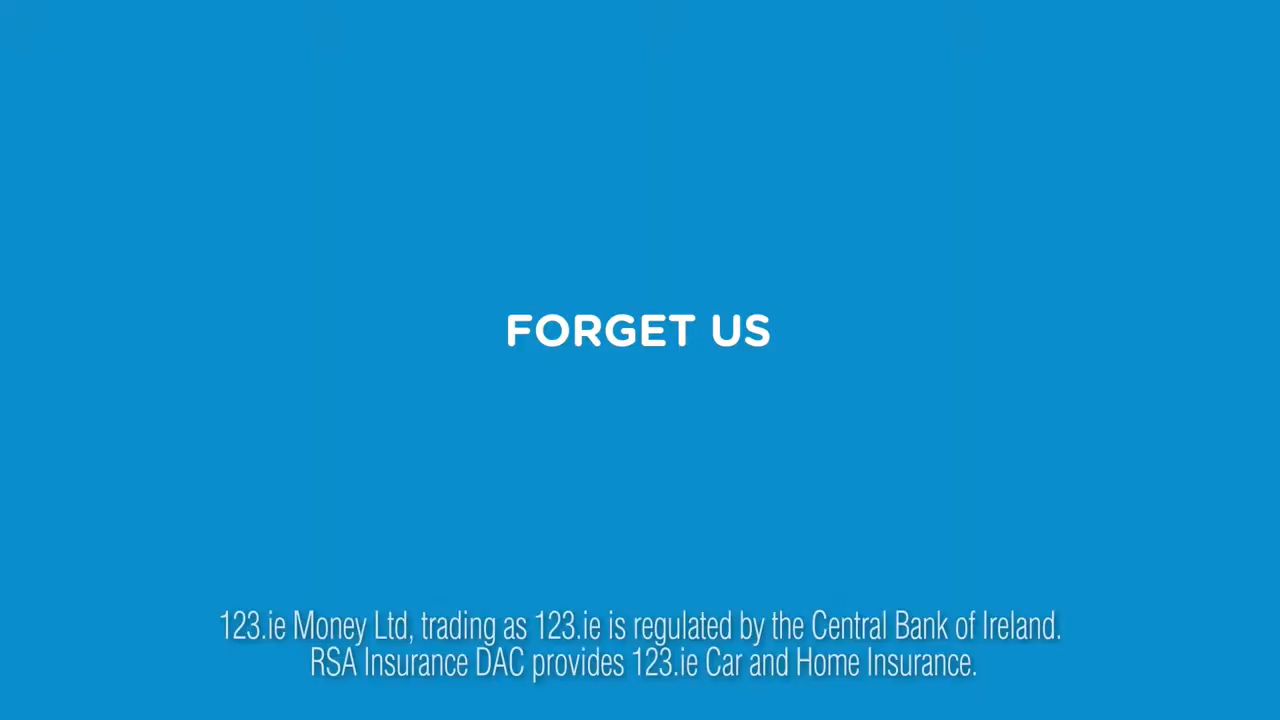 FORGET US
123.ie Money Ltd, trading as 123.ie is regulated by the Central Bank of Ireland.
RSA Insurance DAC provides 123.ie Car and Home Insurance.